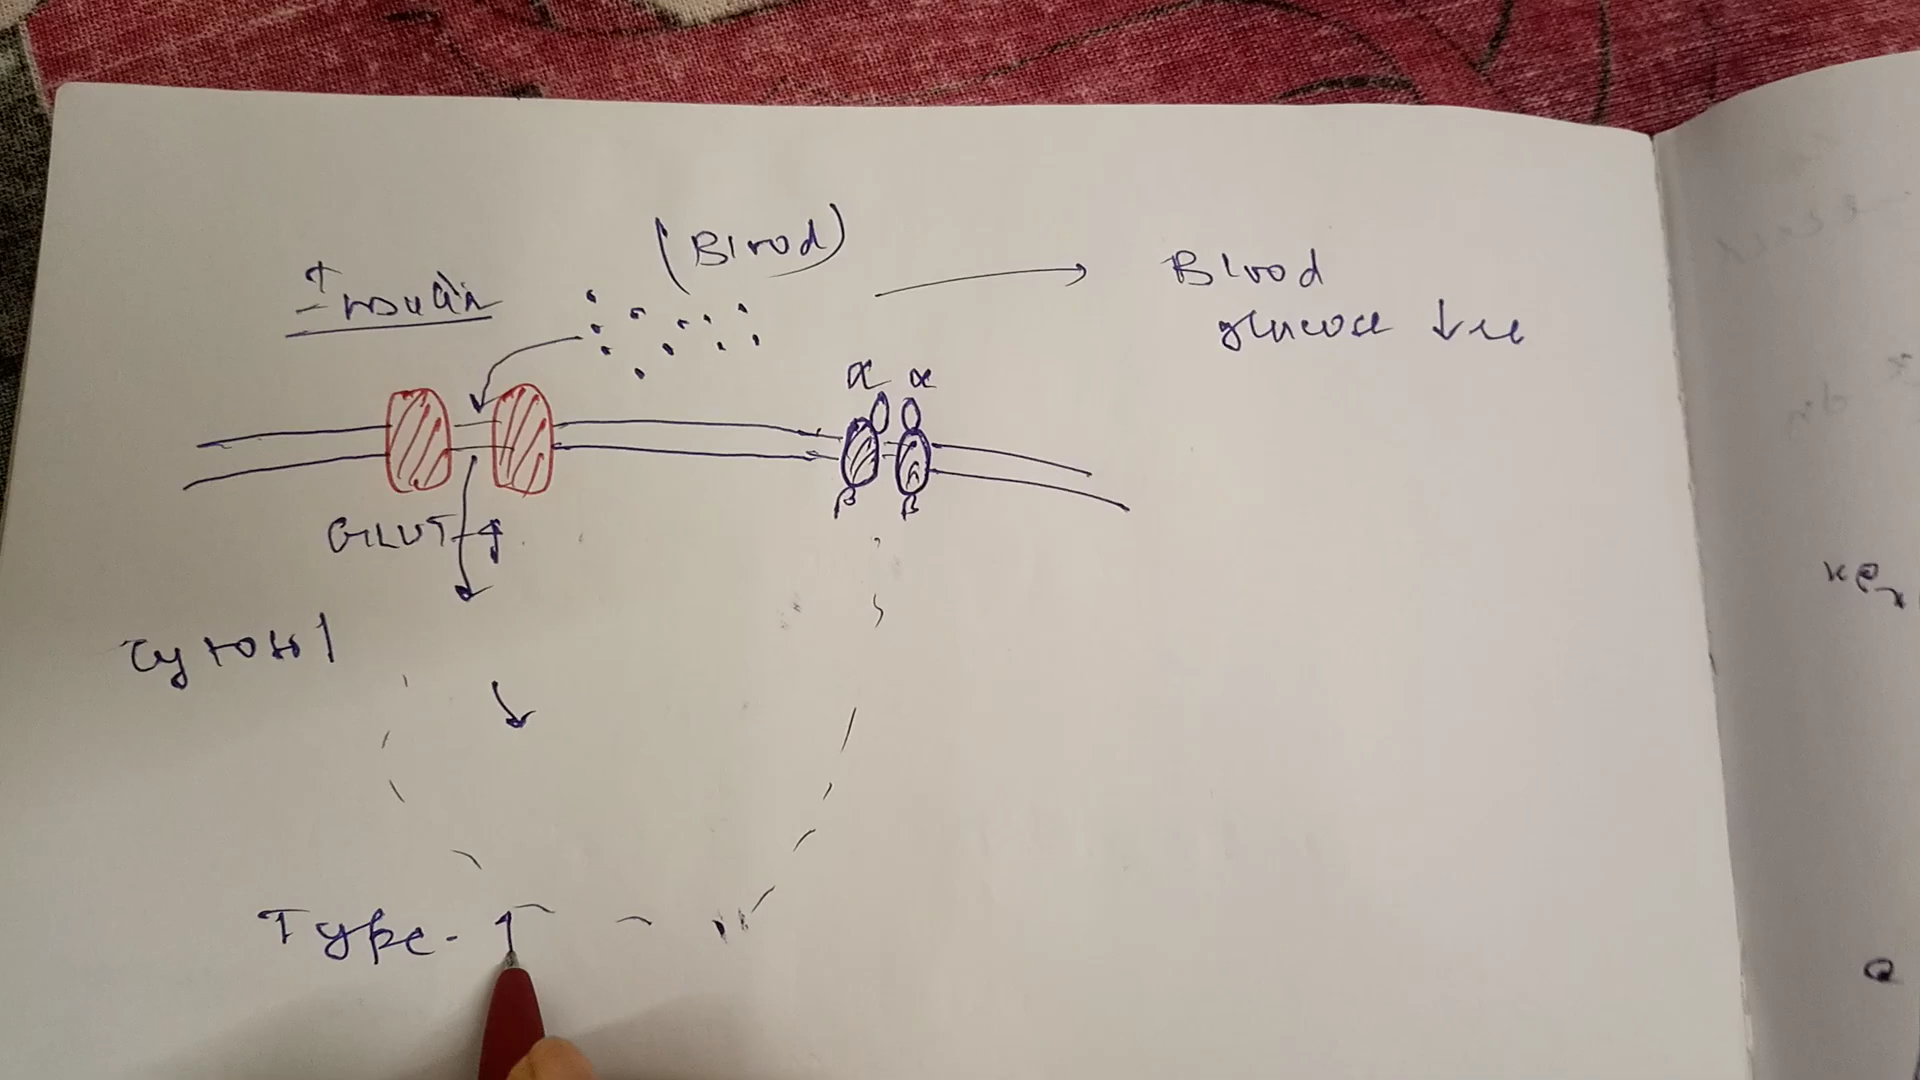 (Blood)
Insulin
Blood
glucose ↓se
α α
β β
GLUT-4
Cytosol
Type- 1